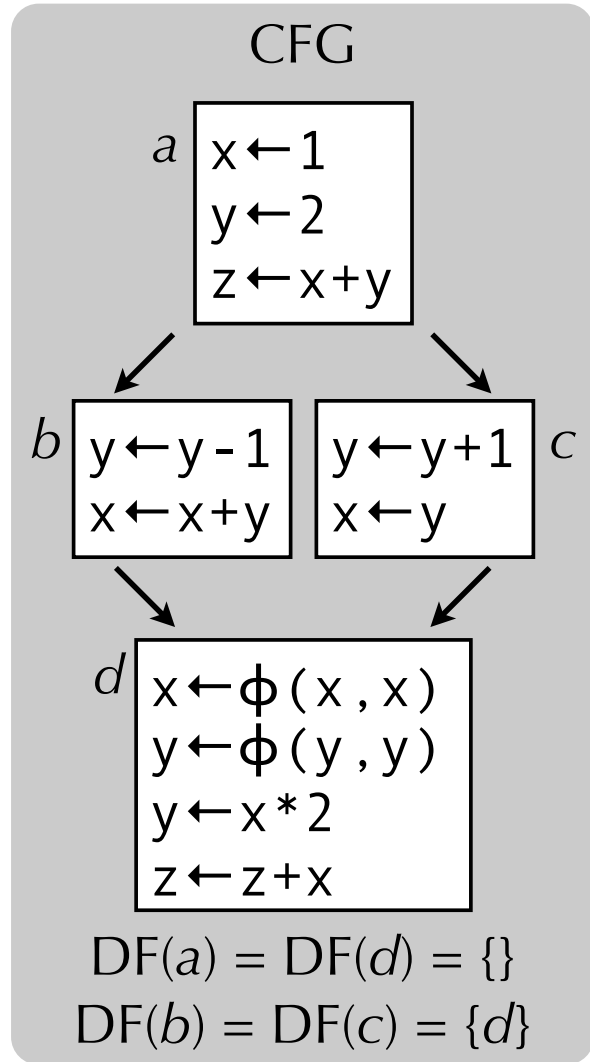 CFG
a
x←1
y←2
z←x+y
b
y←y-1
x←x+y
y←y+1
x←y
c
d
x←ϕ(x,x)
y←ϕ(y,y)
y←x*2
z←z+x
DF(a) = DF(d) = {}
DF(b) = DF(c) = {d}